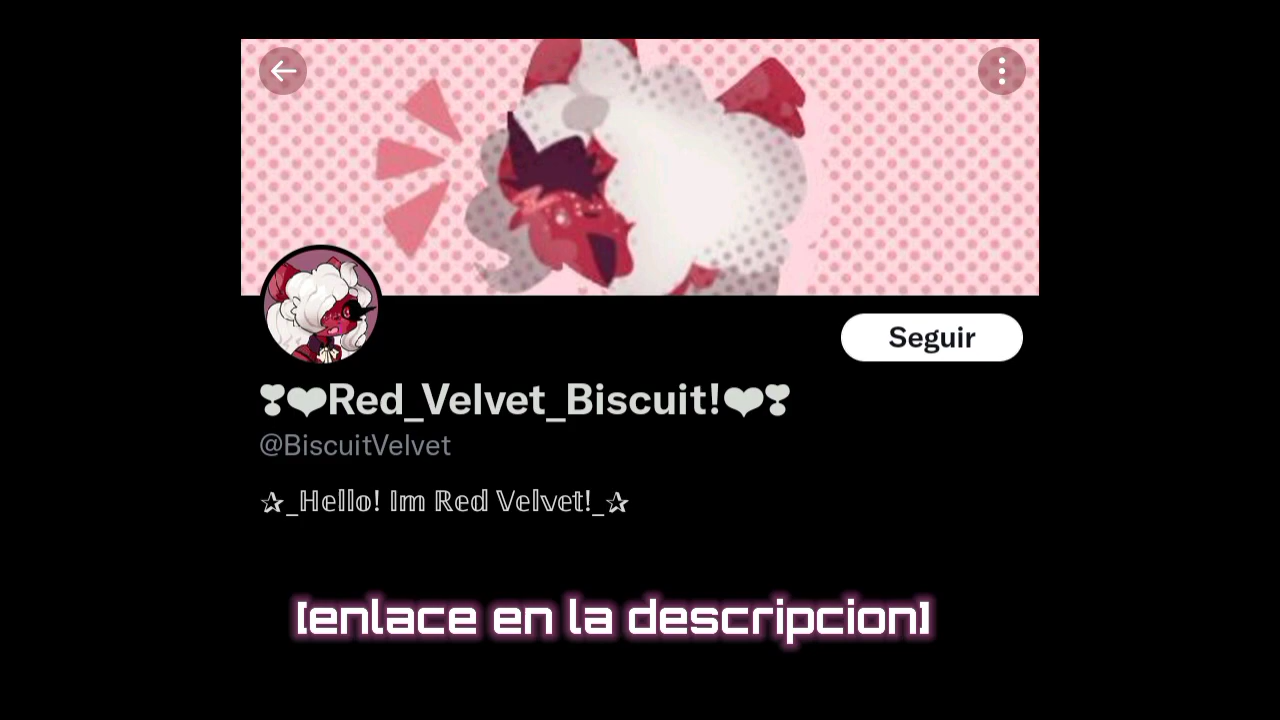 Seguir
❣❤Red_Velvet_Biscuit!❤❣
@BiscuitVelvet
✰_ℍ𝕖𝕝𝕝𝕠! 𝕀𝕞 ℝ𝕖𝕕 𝕍𝕖𝕝𝕧𝕖𝕥!_✰
[enlace en la descripcion]